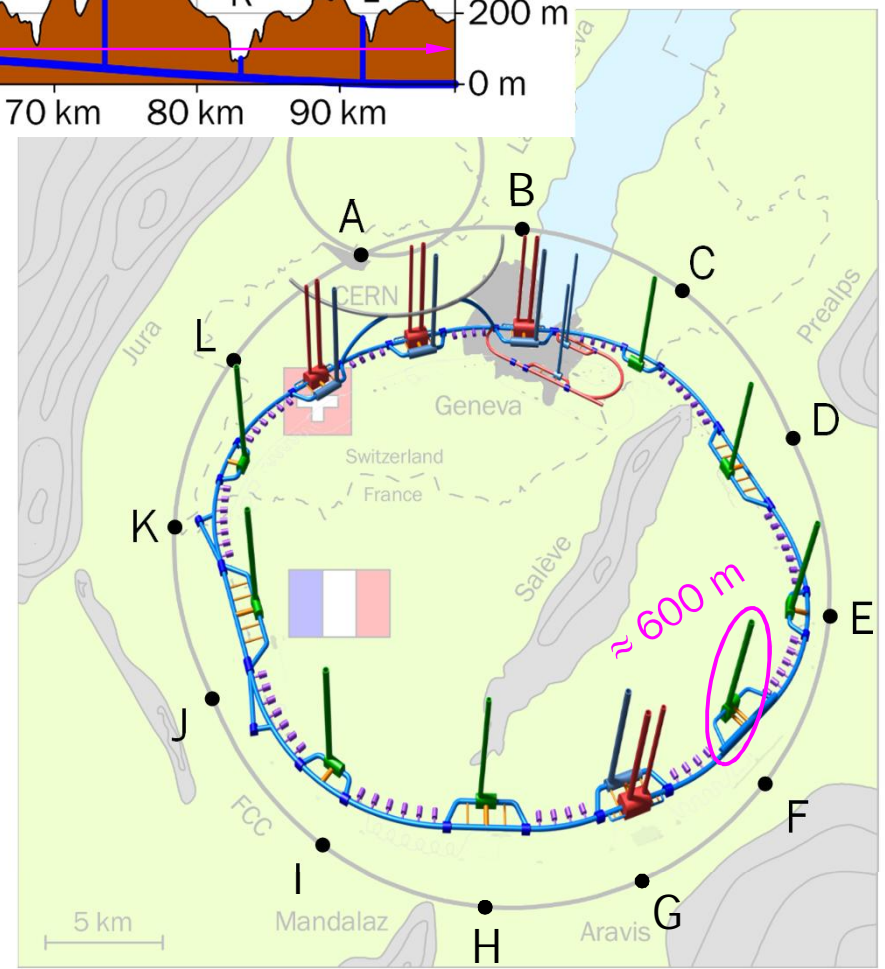 200 m
0 m
70 km
80 km
90 km
B
A
C
CERN
Prealps
Jura
L
D
Geneva
Switzerland
France
K
Salève
≈ 600 m
E
J
FCC
F
I
G
5 km
Mandalaz
Aravis
H